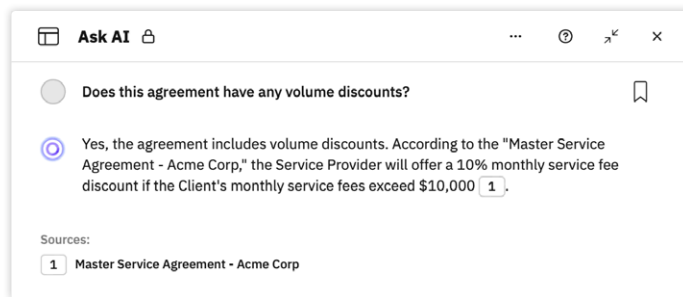 Ask AI
Does this agreement have any volume discounts?
Yes, the agreement includes volume discounts. According to the "Master Service
Agreement - Acme Corp," the Service Provider will offer a 10% monthly service fee
discount if the Client's monthly service fees exceed $10,000 1.
Sources:
1 Master Service Agreement - Acme Corp